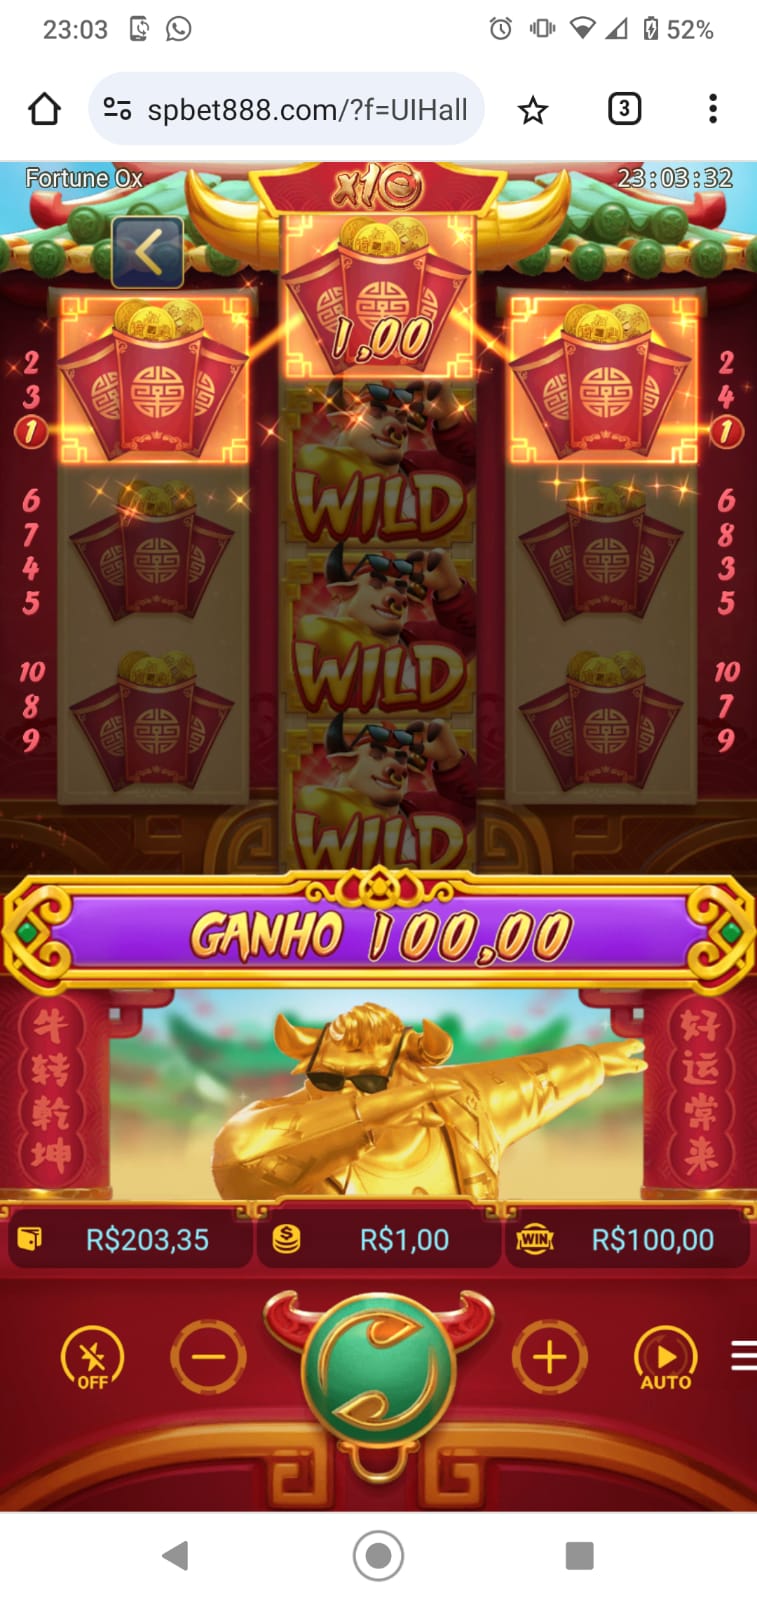 23:03
52%
spbet888.com/?f=UIHall
3
Fortune Ox
x10
23:03:32
1,00
2
3
1
6
7
4
5
10
8
9
2
4
1
6
8
3
5
10
7
9
WILD
WILD
WILD
GANHO 100,00
牛转乾坤
好运常来
R$203,35
R$1,00
WIN
R$100,00
OFF
AUTO